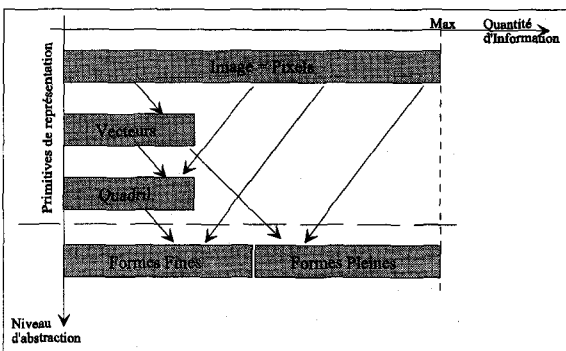 Max
Quantité
d'Information
Primitives de représentation
Image = Pixels
Vecteurs
Quadril.
Formes Fines
Formes Pleines
Niveau
d'abstraction